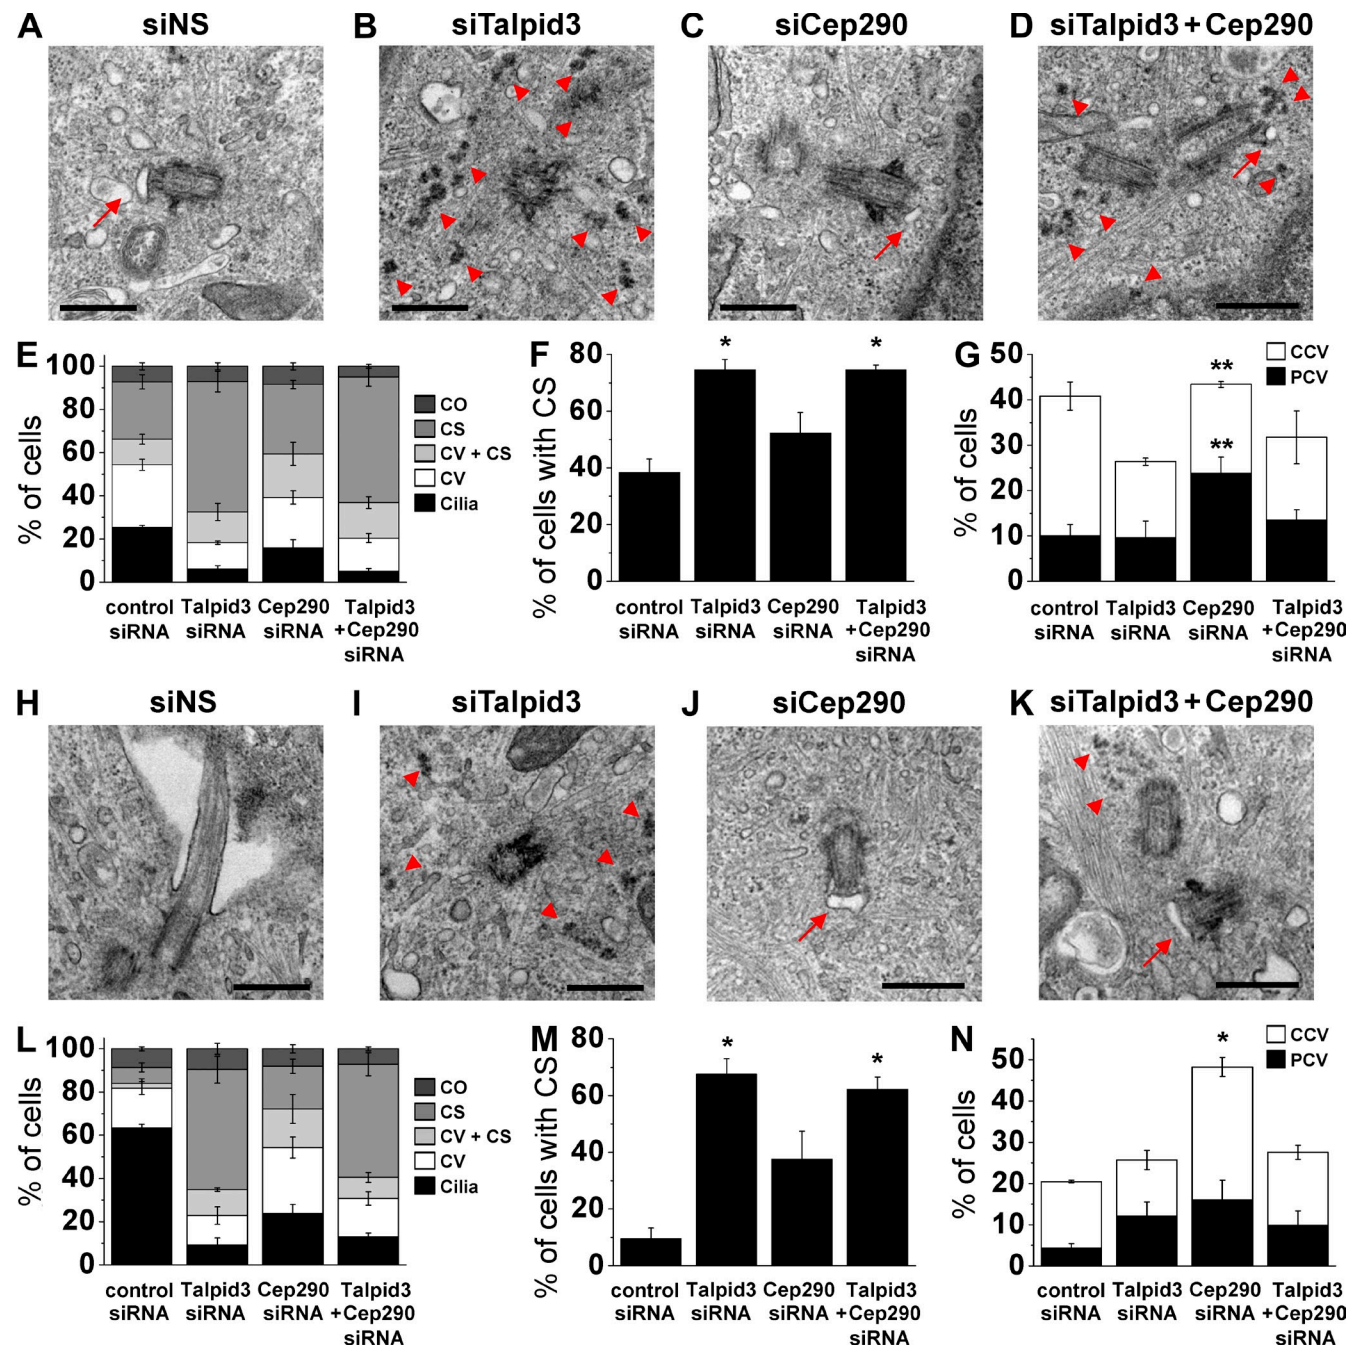 A siNS
B siTalpid3
C siCep290
D siTalpid3 + Cep290
E
% of cells
100
80
60
40
20
0
CO
CS
CV + CS
CV
Cilia
control siRNA
Talpid3 siRNA
Cep290 siRNA
Talpid3 +Cep290 siRNA
F
% of cells with CS
80
60
40
20
0
*
*
control siRNA
Talpid3 siRNA
Cep290 siRNA
Talpid3 +Cep290 siRNA
G
% of cells
50
40
30
20
10
0
**
**
CCV
PCV
control siRNA
Talpid3 siRNA
Cep290 siRNA
Talpid3 +Cep290 siRNA
H siNS
I siTalpid3
J siCep290
K siTalpid3 + Cep290
L
% of cells
100
80
60
40
20
0
CO
CS
CV + CS
CV
Cilia
control siRNA
Talpid3 siRNA
Cep290 siRNA
Talpid3 +Cep290 siRNA
M
% of cells with CS
80
60
40
20
0
*
*
control siRNA
Talpid3 siRNA
Cep290 siRNA
Talpid3 +Cep290 siRNA
N
% of cells
50
40
30
20
10
0
*
CCV
PCV
control siRNA
Talpid3 siRNA
Cep290 siRNA
Talpid3 +Cep290 siRNA